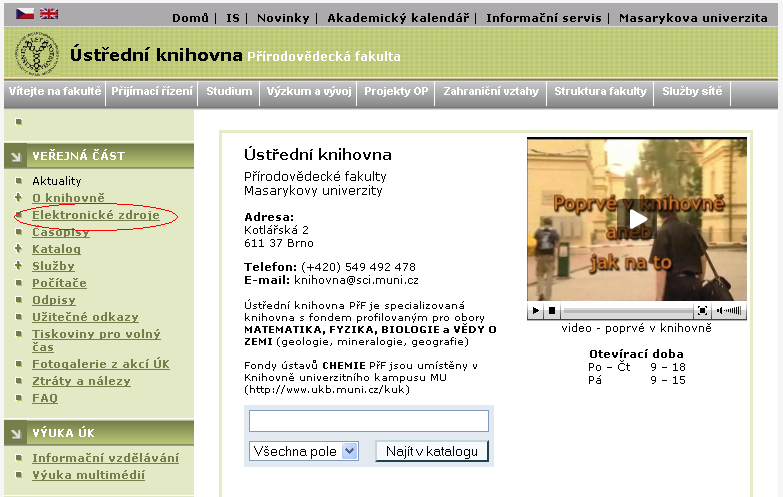 Domů | IS | Novinky | Akademický kalendář | Informační servis | Masarykova univerzita
Ústřední knihovna Přírodovědecká fakulta
Vítejte na fakultě | Přijímací řízení | Studium | Výzkum a vývoj | Projekty OP | Zahraniční vztahy | Struktura fakulty | Služby sítě |
VEŘEJNÁ ČÁST
Aktuality
O knihovně
Elektronické zdroje
Časopisy
Katalog
Služby
Počítače
Odpisy
Užitečné odkazy
Tiskoviny pro volný
čas
Fotogalerie z akcí ÚK
Ztráty a nálezy
FAQ
VÝUKA ÚK
Informační vzdělávání
Výuka multimédií
Ústřední knihovna
Přírodovědecké fakulty
Masarykovy univerzity
Adresa:
Kotlářská 2
611 37 Brno
Telefon: (+420) 549 492 478
E-mail: knihovna@sci.muni.cz
Ústřední knihovna PřF je specializovaná
knihovna s fondem profilovaným pro obory
MATEMATIKA, FYZIKA, BIOLOGIE a VĚDY O
ZEMI (geologie, mineralogie, geografie)
Fondy ústavů CHEMIE PřF jsou umístěny v
Knihovně univerzitního kampusu MU
(http://www.ukb.muni.cz/kuk)
Všechna pole
Najít v katalogu
Poprvé v knihovně
aneb
jak na to
video - poprvé v knihovně
Otevírací doba
Po – Čt 9 – 18
Pá 9 – 15